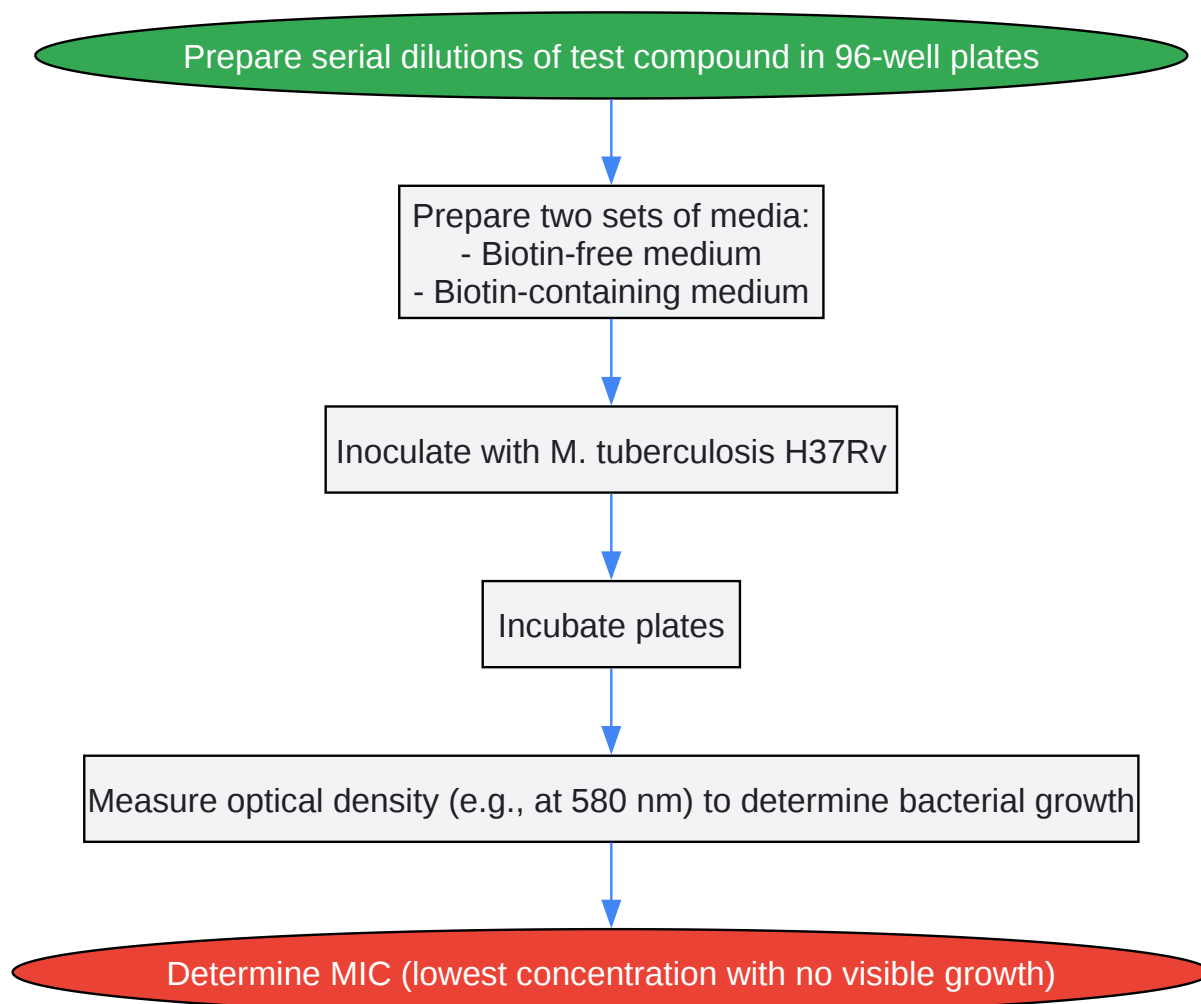 Prepare serial dilutions of test compound in 96-well plates
Prepare two sets of media:
- Biotin-free medium
- Biotin-containing medium
Inoculate with M. tuberculosis H37Rv
Incubate plates
Measure optical density (e.g., at 580 nm) to determine bacterial growth
Determine MIC (lowest concentration with no visible growth)